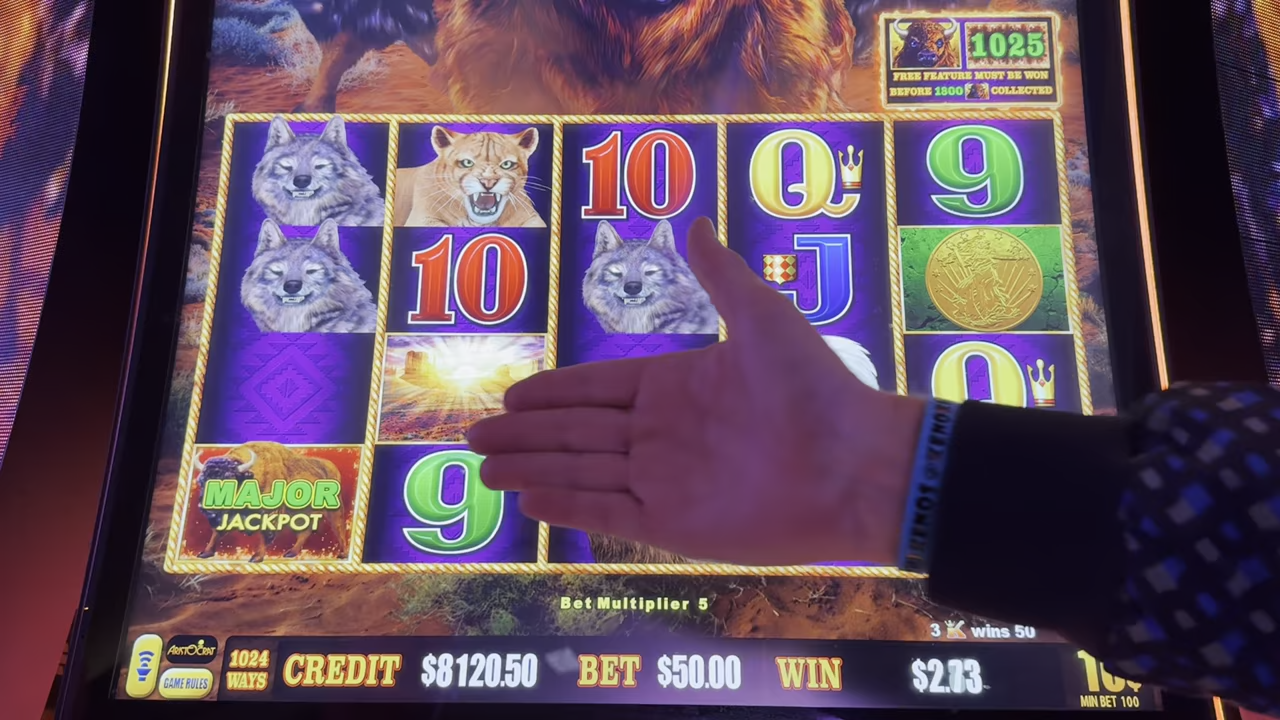 1025
FREE FEATURE MUST BE WON
BEFORE 1800 COLLECTED
10
Q
9
10
J
Q
MAJOR
JACKPOT
9
Bet Multiplier 5
3 wins 50
ARISTOCRAT
GAME RULES
1024
WAYS
CREDIT $8120.50 BET $50.00 WIN
MIN BET 100